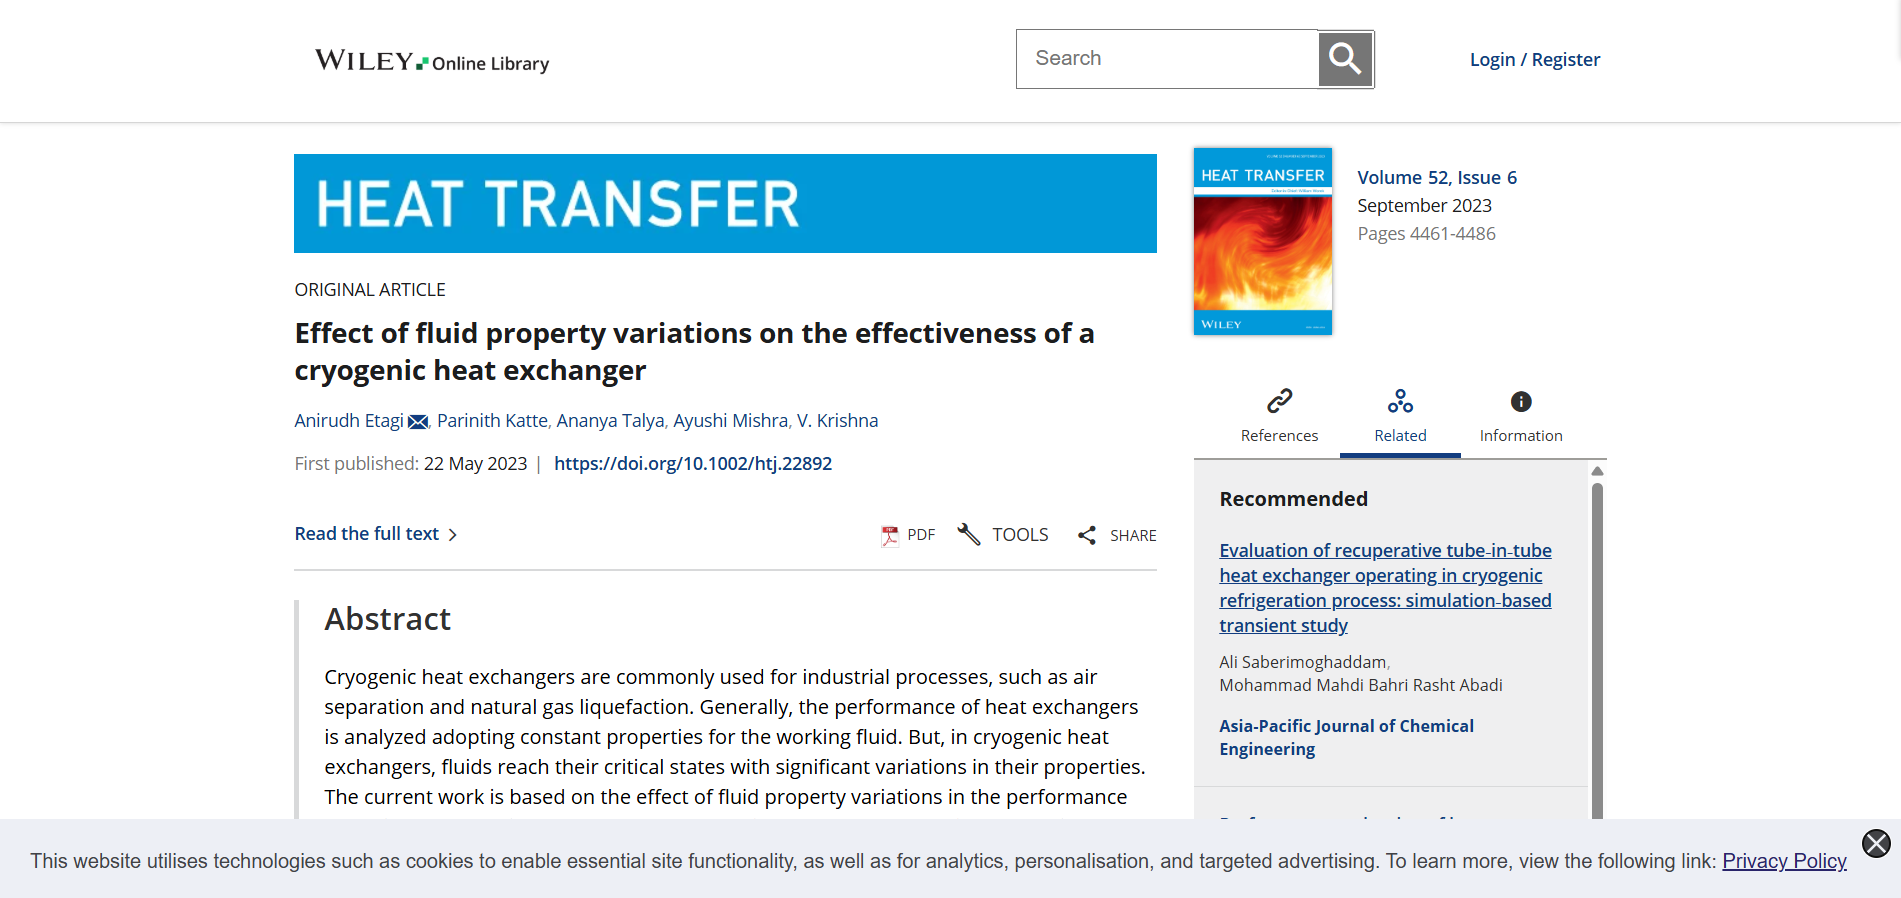 WILEY Online Library
Search
Login / Register
HEAT TRANSFER
ORIGINAL ARTICLE
Effect of fluid property variations on the effectiveness of a
cryogenic heat exchanger
Anirudh Etagi, Parinith Katte, Ananya Talya, Ayushi Mishra, V. Krishna
First published: 22 May 2023 | https://doi.org/10.1002/htj.22892
Read the full text
PDF TOOLS SHARE
Abstract
Cryogenic heat exchangers are commonly used for industrial processes, such as air
separation and natural gas liquefaction. Generally, the performance of heat exchangers
is analyzed adopting constant properties for the working fluid. But, in cryogenic heat
exchangers, fluids reach their critical states with significant variations in their properties.
The current work is based on the effect of fluid property variations in the performance
HEAT TRANSFER
WILEY
Volume 52, Issue 6
September 2023
Pages 4461-4486
References Related Information
Recommended
Evaluation of recuperative tube-in-tube
heat exchanger operating in cryogenic
refrigeration process: simulation-based
transient study
Ali Saberimoghaddam,
Mohammad Mahdi Bahri Rasht Abadi
Asia-Pacific Journal of Chemical
Engineering
This website utilises technologies such as cookies to enable essential site functionality, as well as for analytics, personalisation, and targeted advertising. To learn more, view the following link: Privacy Policy